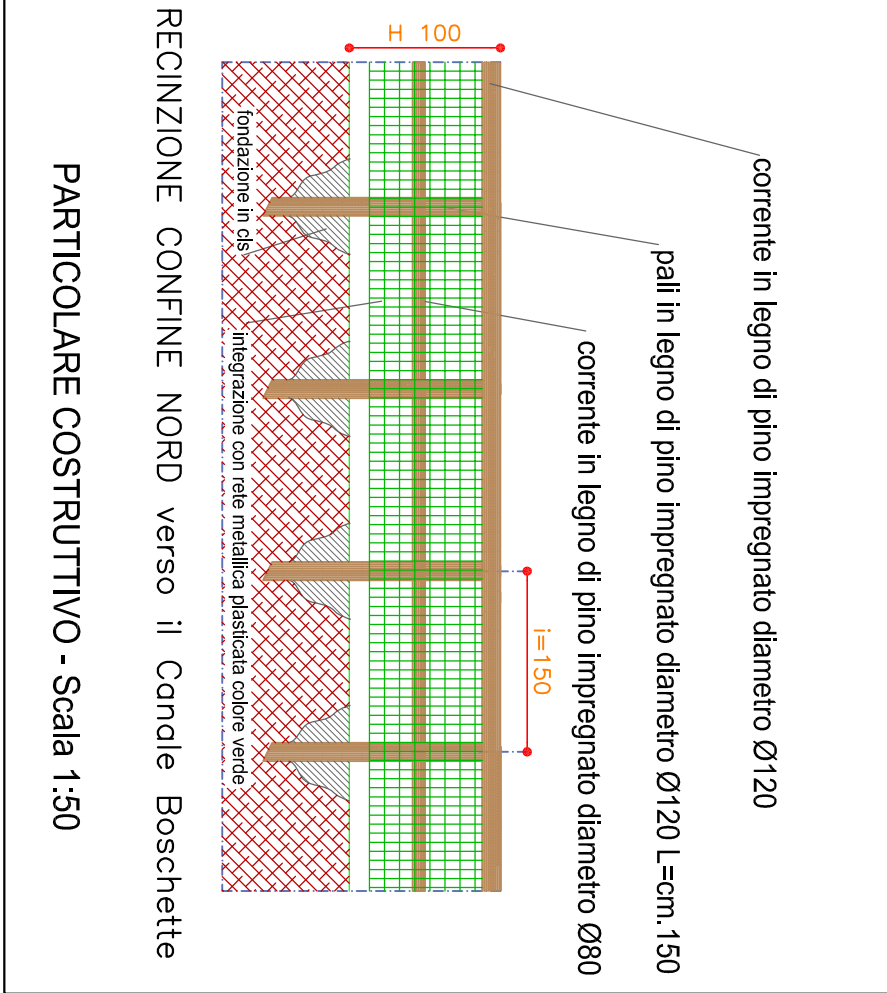 corrente in legno di pino impregnato diametro Ø120
pali in legno di pino impregnato diametro Ø120 L=cm.150
corrente in legno di pino impregnato diametro Ø80
i=150
H 100
fondazione in cls
integrazione con rete metallica plastificata colore verde
RECINZIONE CONFINE NORD verso il Canale Boschette
PARTICOLARE COSTRUTTIVO - Scala 1:50